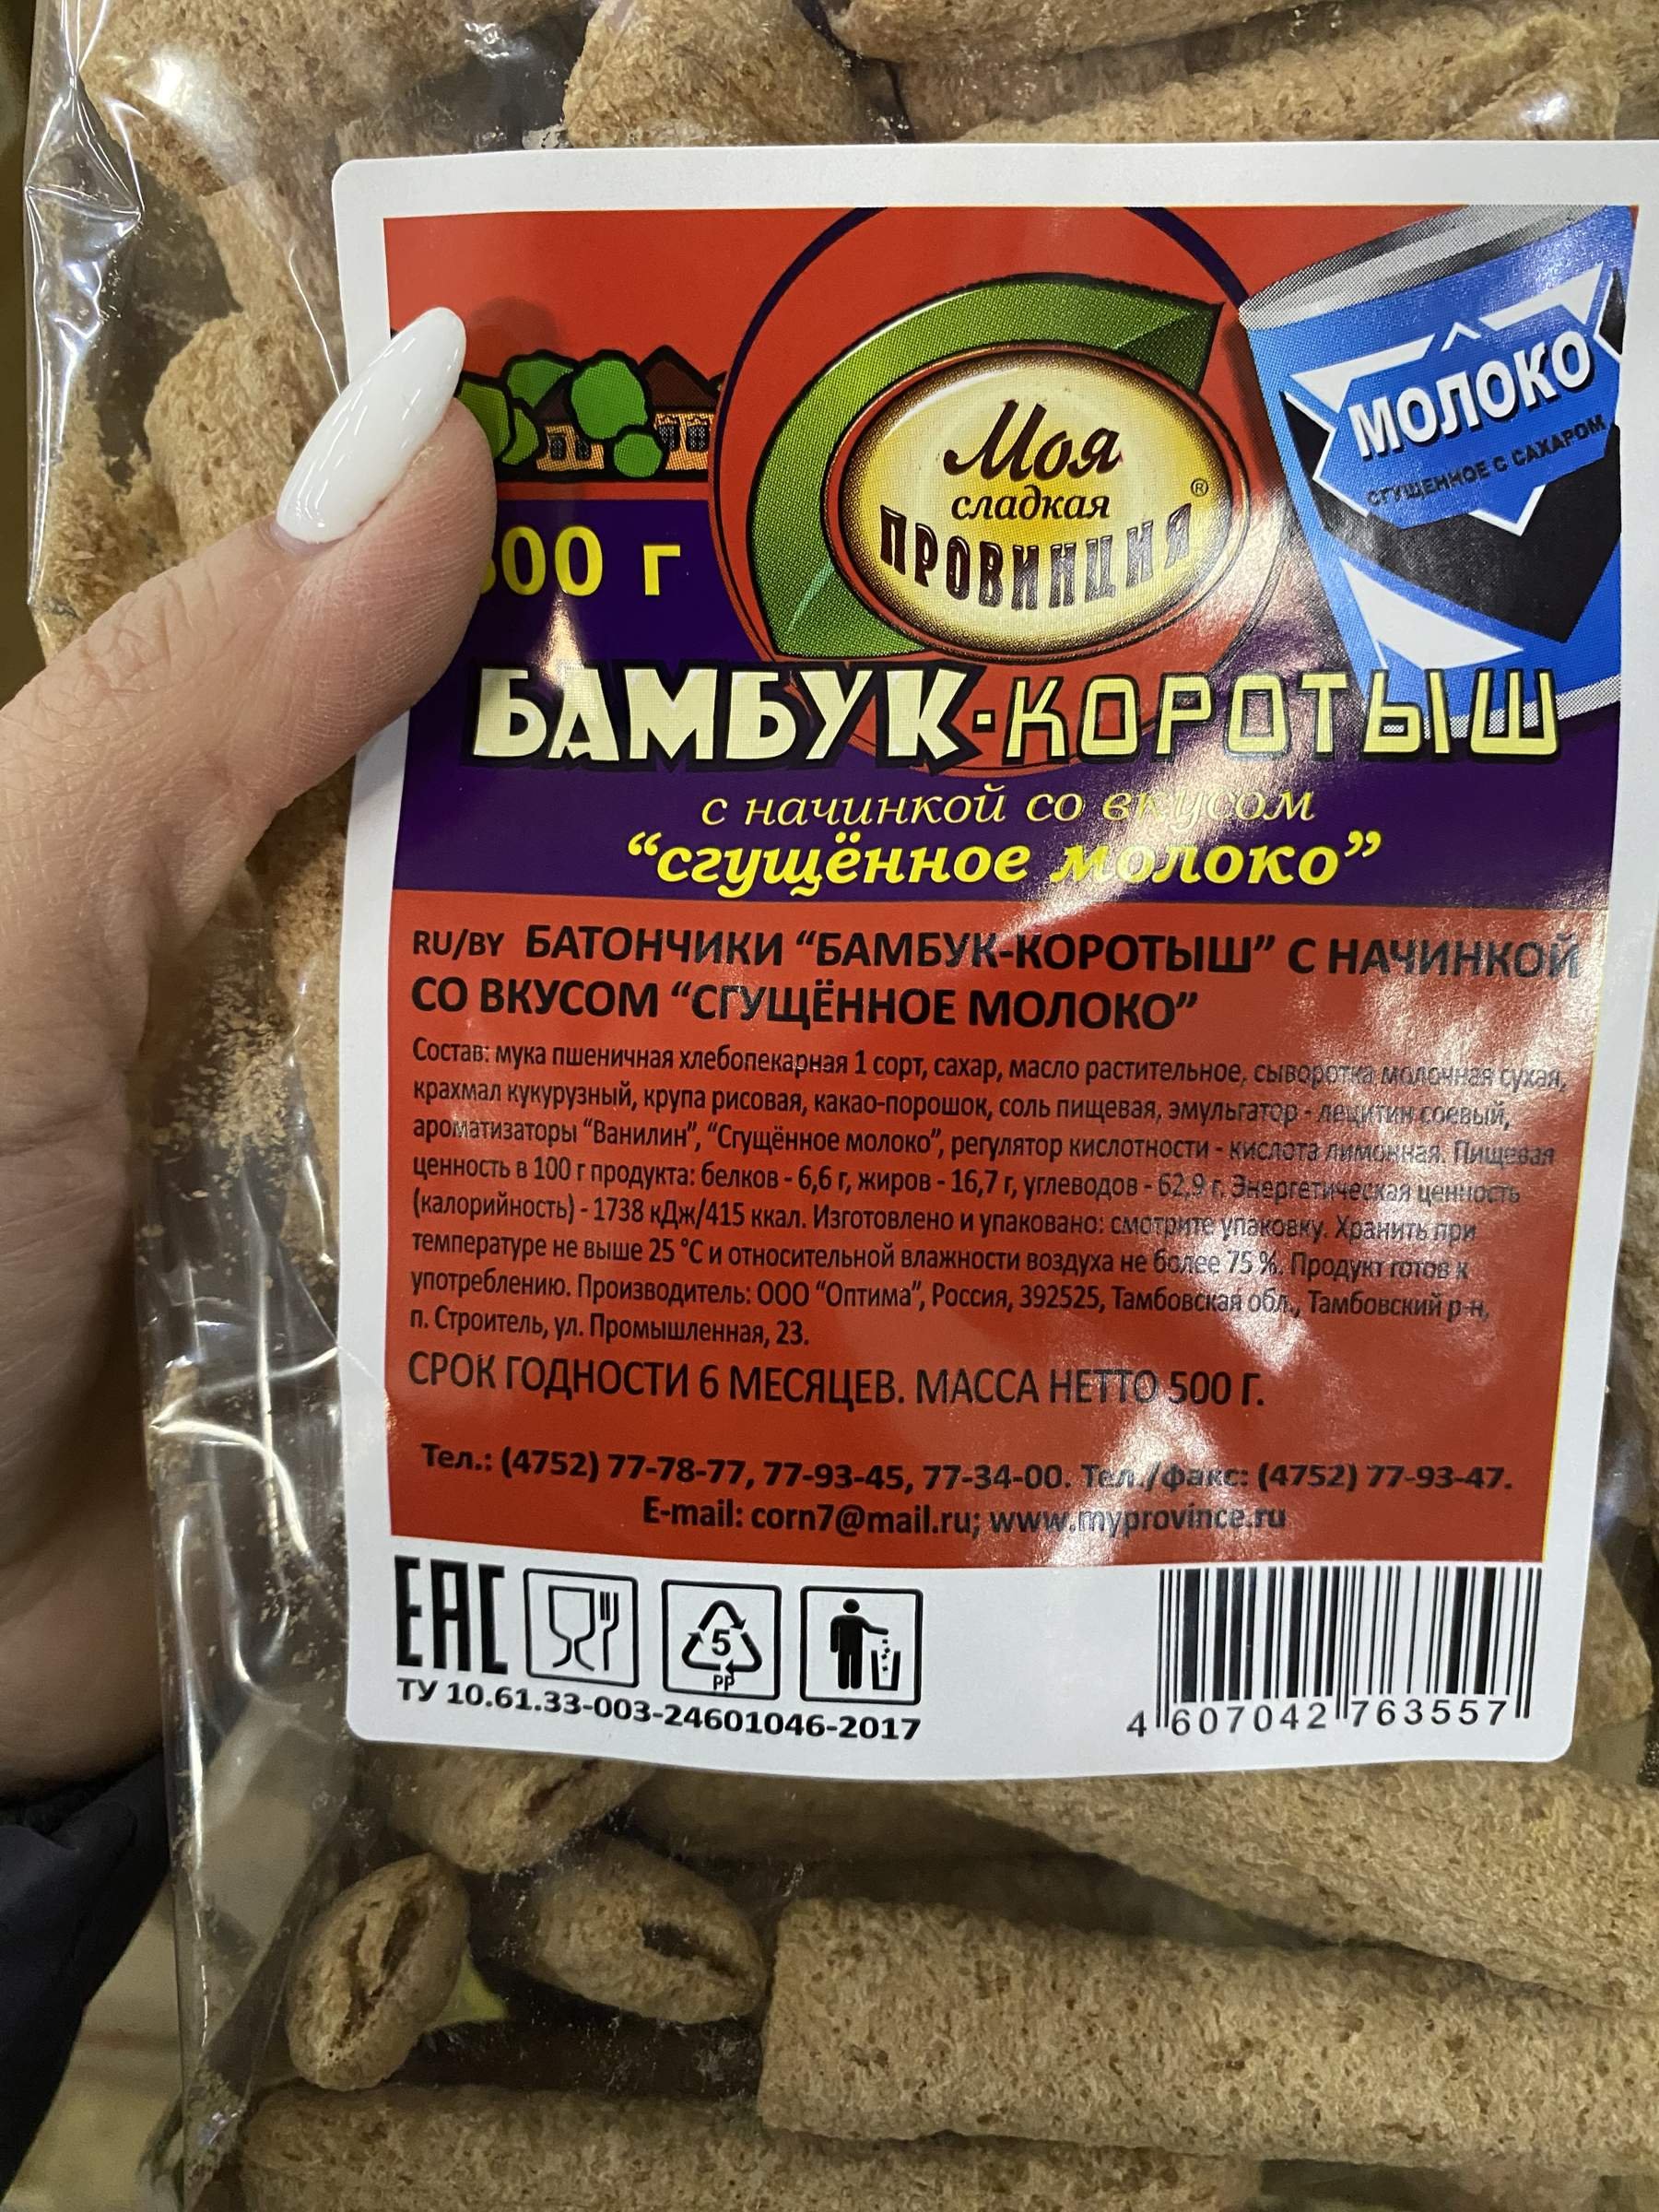 Моя
сладкая
ПРОВИНЦИЯ
®
МОЛОКО
СГУЩЕННОЕ С САХАРОМ
00 г
БАМБУК-КОРОТЫШ
с начинкой со вкусом
“сгущённое молоко”
RU/BY БАТОНЧИКИ “БАМБУК-КОРОТЫШ” С НАЧИНКОЙ
СО ВКУСОМ “СГУЩЁННОЕ МОЛОКО”
Состав: мука пшеничная хлебопекарная 1 сорт, сахар, масло растительное, сыворотка молочная сухая,
крахмал кукурузный, крупа рисовая, какао-порошок, соль пищевая, эмульгатор - лецитин соевый,
ароматизаторы “Ванилин”, “Сгущённое молоко”, регулятор кислотности - кислота лимонная. Пищевая
ценность в 100 г продукта: белков - 6,6 г, жиров - 16,7 г, углеводов - 62,9 г. Энергетическая ценность
(калорийность) - 1738 кДж/415 ккал. Изготовлено и упаковано: смотрите упаковку. Хранить при
температуре не выше 25 °С и относительной влажности воздуха не более 75 %. Продукт готов к
употреблению. Производитель: ООО “Оптима”, Россия, 392525, Тамбовская обл., Тамбовский р-н,
п. Строитель, ул. Промышленная, 23.
СРОК ГОДНОСТИ 6 МЕСЯЦЕВ. МАССА НЕТТО 500 Г.
Тел.: (4752) 77-78-77, 77-93-45, 77-34-00. Тел./факс: (4752) 77-93-47.
E-mail: corn7@mail.ru; www.myprovince.ru
EAC
5
PP
ТУ 10.61.33-003-24601046-2017
4 607042 763557